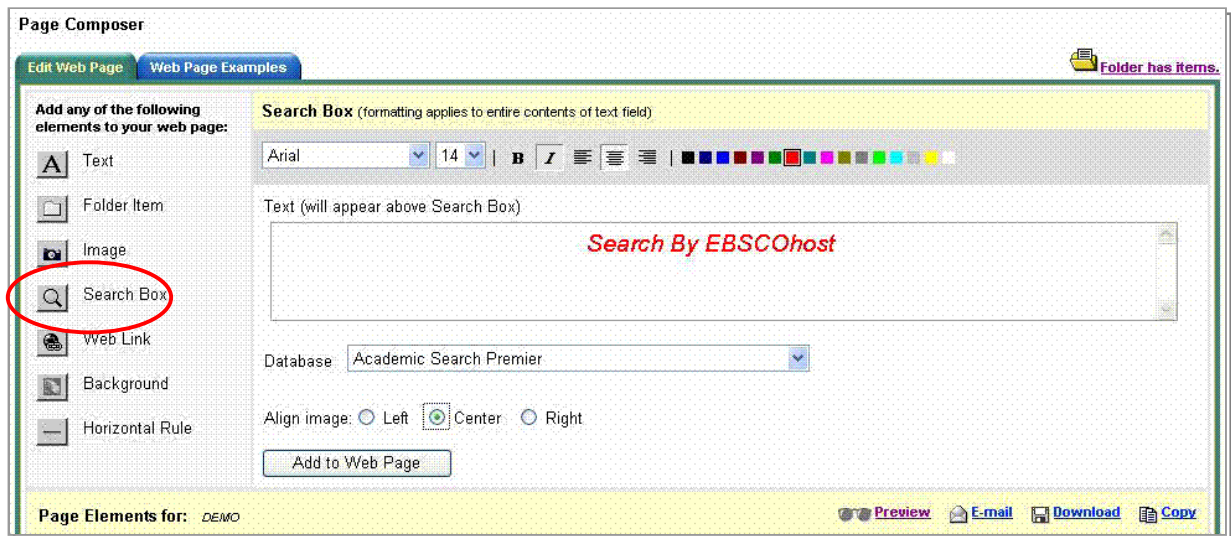 Page Composer
Edit Web Page
Web Page Examples
Folder has items.
Add any of the following
elements to your web page:
Text
Folder Item
Image
Search Box
Web Link
Background
Horizontal Rule
Search Box (formatting applies to entire contents of text field)
Arial 14 B I
Text (will appear above Search Box)
Search By EBSCOhost
Database Academic Search Premier
Align image: Left Center Right
Add to Web Page
Page Elements for: DEMO
Preview E-mail Download Copy